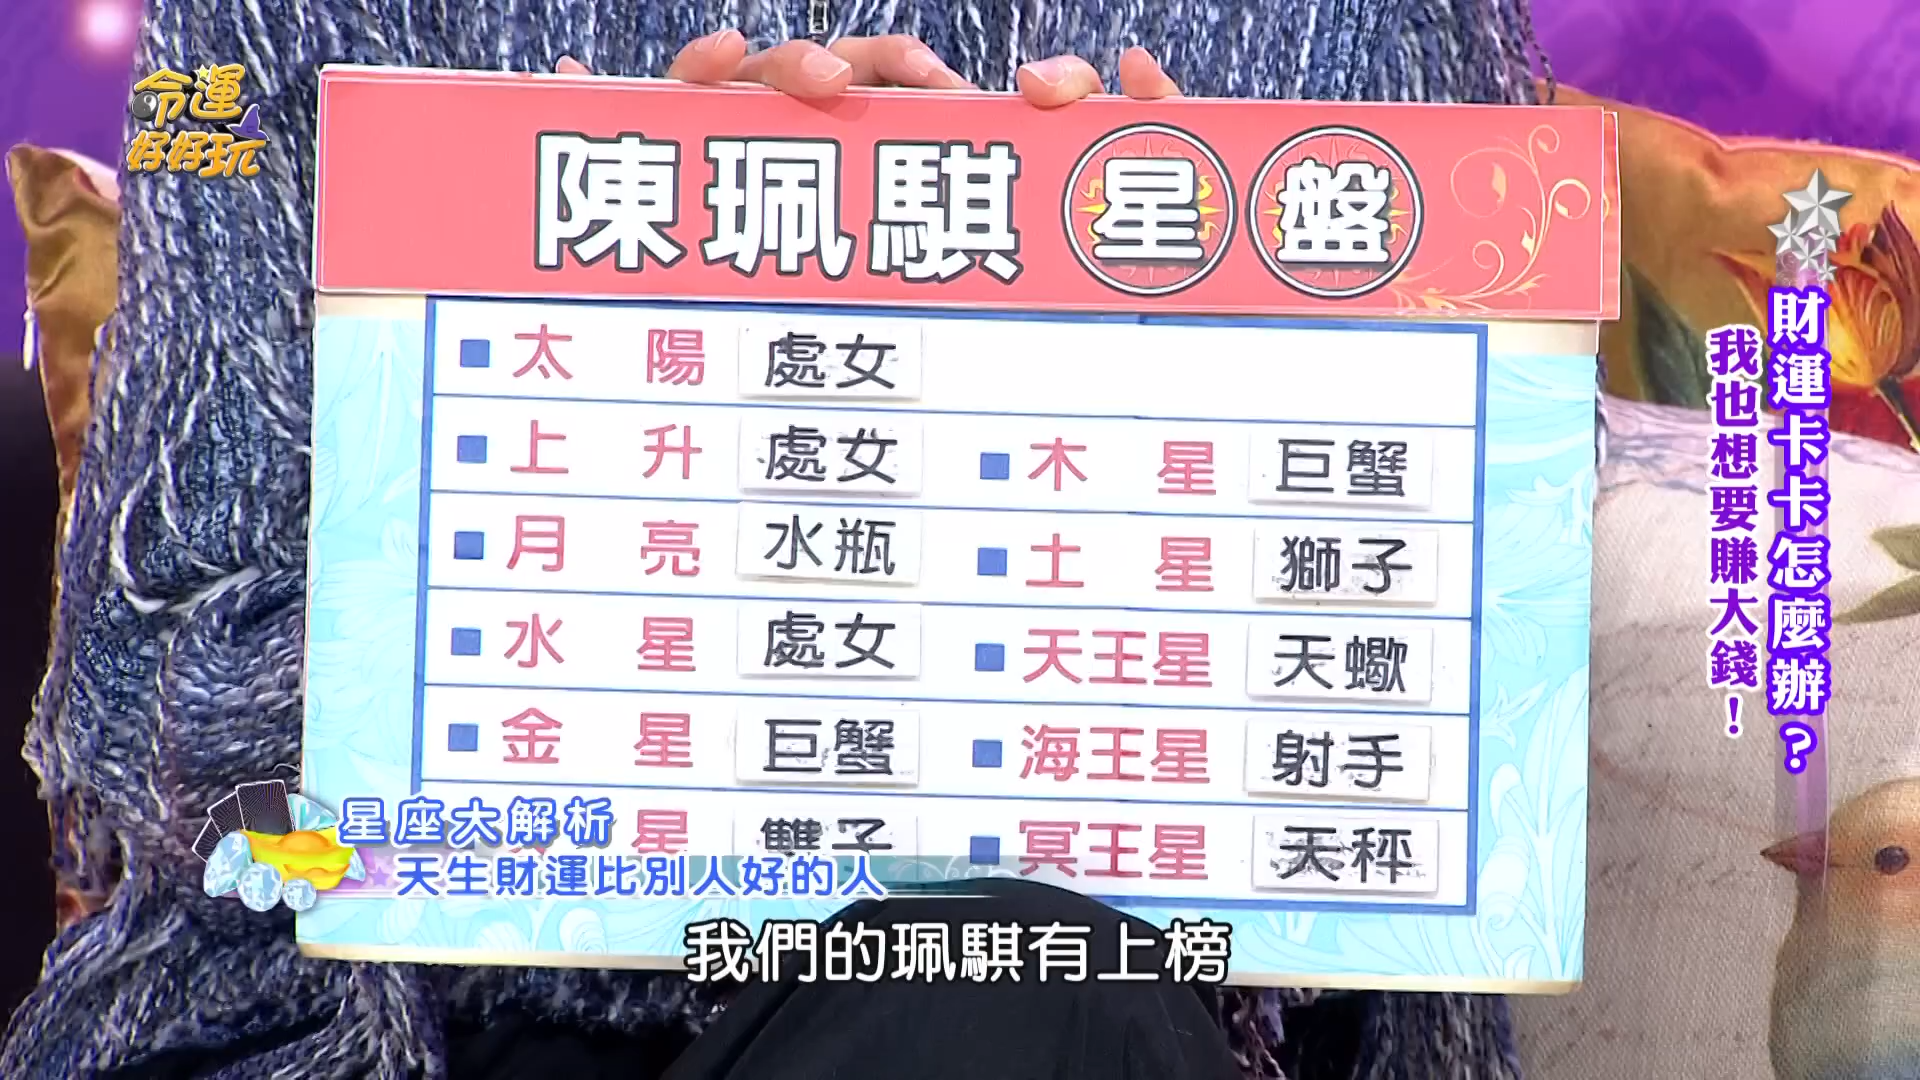 命運
好好玩
陳珮騏 星盤
太陽 處女
上升 處女
木星 巨蟹
月亮 水瓶
土星 獅子
水星 處女
天王星 天蠍
金星 巨蟹
海王星 射手
星 雙子
冥王星 天秤
財運卡卡怎麼辦？
我也想要賺大錢！
星座大解析
天生財運比別人好的人
我們的珮騏有上榜